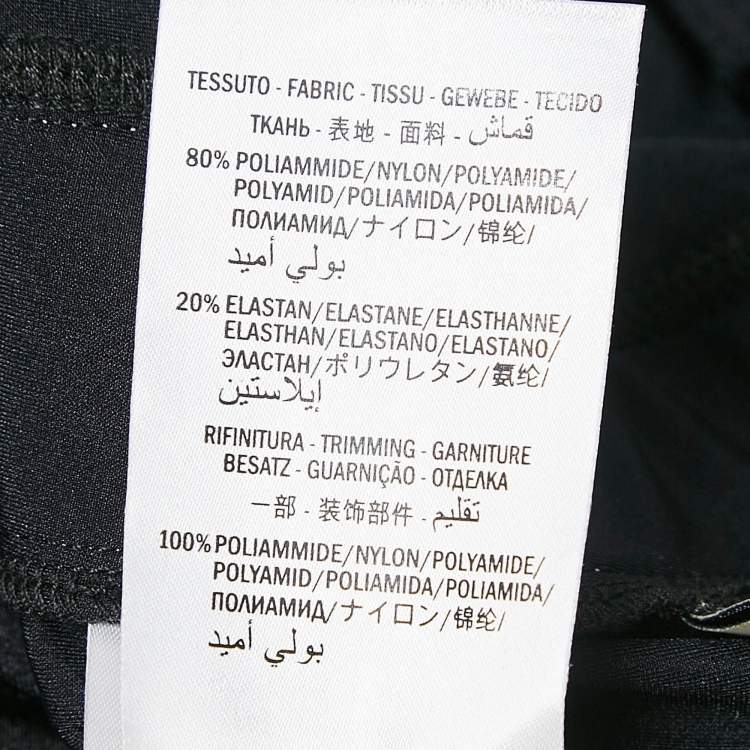 TESSUTO - FABRIC - TISSU - GEWEBE - TECIDO
ТКАНЬ - 表地 - 面料 - قماش
80% POLIAMMIDE/NYLON/POLYAMIDE/
POLYAMID/POLIAMIDA/POLIAMIDA/
ПОЛИАМИД/ナイロン/锦纶/
بولي أميد
20% ELASTAN/ELASTANE/ELASTHANNE/
ELASTHAN/ELASTANO/ELASTANO/
ЭЛАСТАН/ポリウレタン/氨纶/
إيلاستين
RIFINITURA - TRIMMING - GARNITURE
BESATZ - GUARNIÇÃO - ОТДЕЛКА
一部 - 装饰部件 - تقليم
100% POLIAMMIDE/NYLON/POLYAMIDE/
POLYAMID/POLIAMIDA/POLIAMIDA/
ПОЛИАМИД/ナイロン/锦纶/
بولي أميد